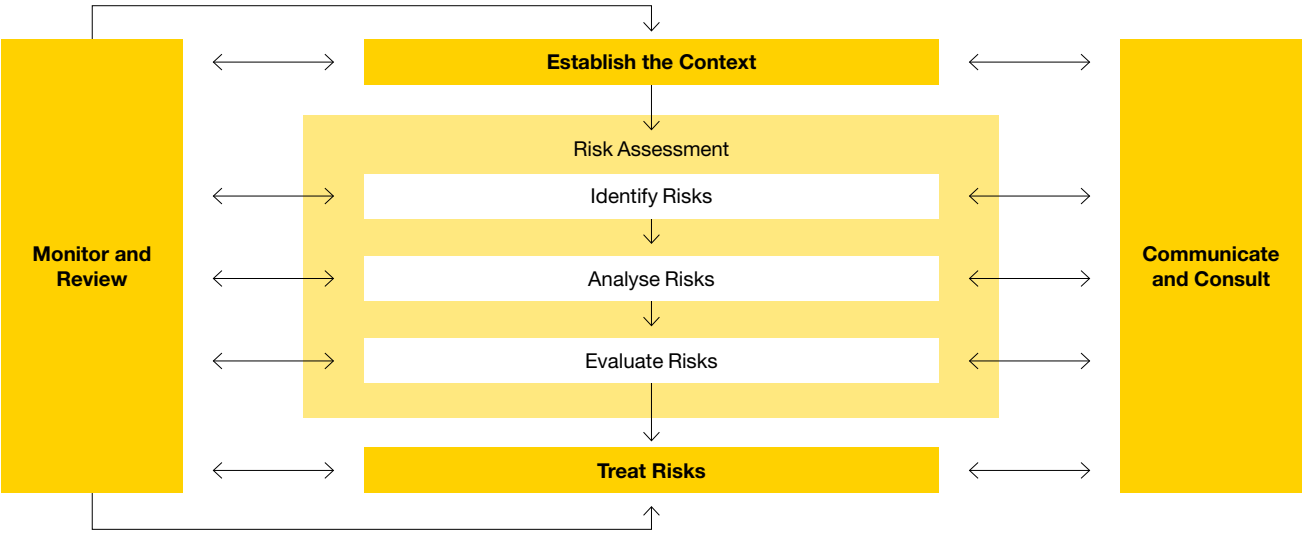 Establish the Context
Risk Assessment
Identify Risks
Monitor and
Review
Analyse Risks
Communicate
and Consult
Evaluate Risks
Treat Risks